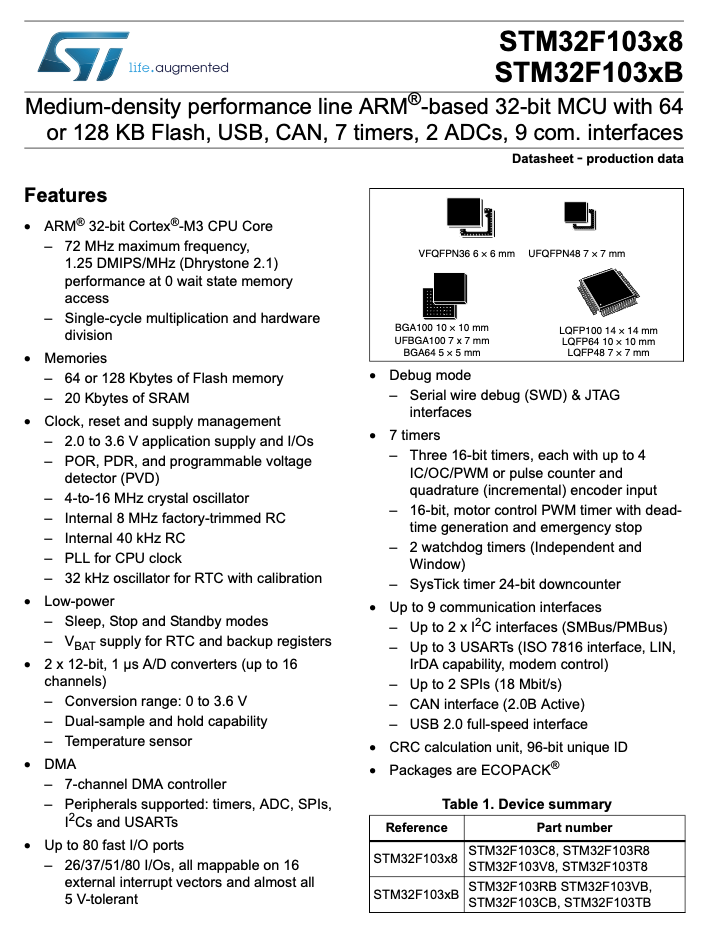 life.augmented
STM32F103x8
STM32F103xB
Medium-density performance line ARM®-based 32-bit MCU with 64
or 128 KB Flash, USB, CAN, 7 timers, 2 ADCs, 9 com. interfaces
Datasheet - production data
Features
• ARM® 32-bit Cortex®-M3 CPU Core
– 72 MHz maximum frequency,
1.25 DMIPS/MHz (Dhrystone 2.1)
performance at 0 wait state memory
access
– Single-cycle multiplication and hardware
division
• Memories
– 64 or 128 Kbytes of Flash memory
– 20 Kbytes of SRAM
• Clock, reset and supply management
– 2.0 to 3.6 V application supply and I/Os
– POR, PDR, and programmable voltage
detector (PVD)
– 4-to-16 MHz crystal oscillator
– Internal 8 MHz factory-trimmed RC
– Internal 40 kHz RC
– PLL for CPU clock
– 32 kHz oscillator for RTC with calibration
• Low-power
– Sleep, Stop and Standby modes
– VBAT supply for RTC and backup registers
• 2 x 12-bit, 1 µs A/D converters (up to 16
channels)
– Conversion range: 0 to 3.6 V
– Dual-sample and hold capability
– Temperature sensor
• DMA
– 7-channel DMA controller
– Peripherals supported: timers, ADC, SPIs,
I2Cs and USARTs
• Up to 80 fast I/O ports
– 26/37/51/80 I/Os, all mappable on 16
external interrupt vectors and almost all
5 V-tolerant
VFQFPN36 6 × 6 mm
UFQFPN48 7 × 7 mm
BGA100 10 × 10 mm
UFBGA100 7 x 7 mm
BGA64 5 × 5 mm
LQFP100 14 × 14 mm
LQFP64 10 × 10 mm
LQFP48 7 × 7 mm
• Debug mode
– Serial wire debug (SWD) & JTAG
interfaces
• 7 timers
– Three 16-bit timers, each with up to 4
IC/OC/PWM or pulse counter and
quadrature (incremental) encoder input
– 16-bit, motor control PWM timer with dead-
time generation and emergency stop
– 2 watchdog timers (Independent and
Window)
– SysTick timer 24-bit downcounter
• Up to 9 communication interfaces
– Up to 2 x I2C interfaces (SMBus/PMBus)
– Up to 3 USARTs (ISO 7816 interface, LIN,
IrDA capability, modem control)
– Up to 2 SPIs (18 Mbit/s)
– CAN interface (2.0B Active)
– USB 2.0 full-speed interface
• CRC calculation unit, 96-bit unique ID
• Packages are ECOPACK®
Table 1. Device summary
Reference Part number
STM32F103x8 STM32F103C8, STM32F103R8
STM32F103V8, STM32F103T8
STM32F103xB STM32F103RB STM32F103VB,
STM32F103CB, STM32F103TB